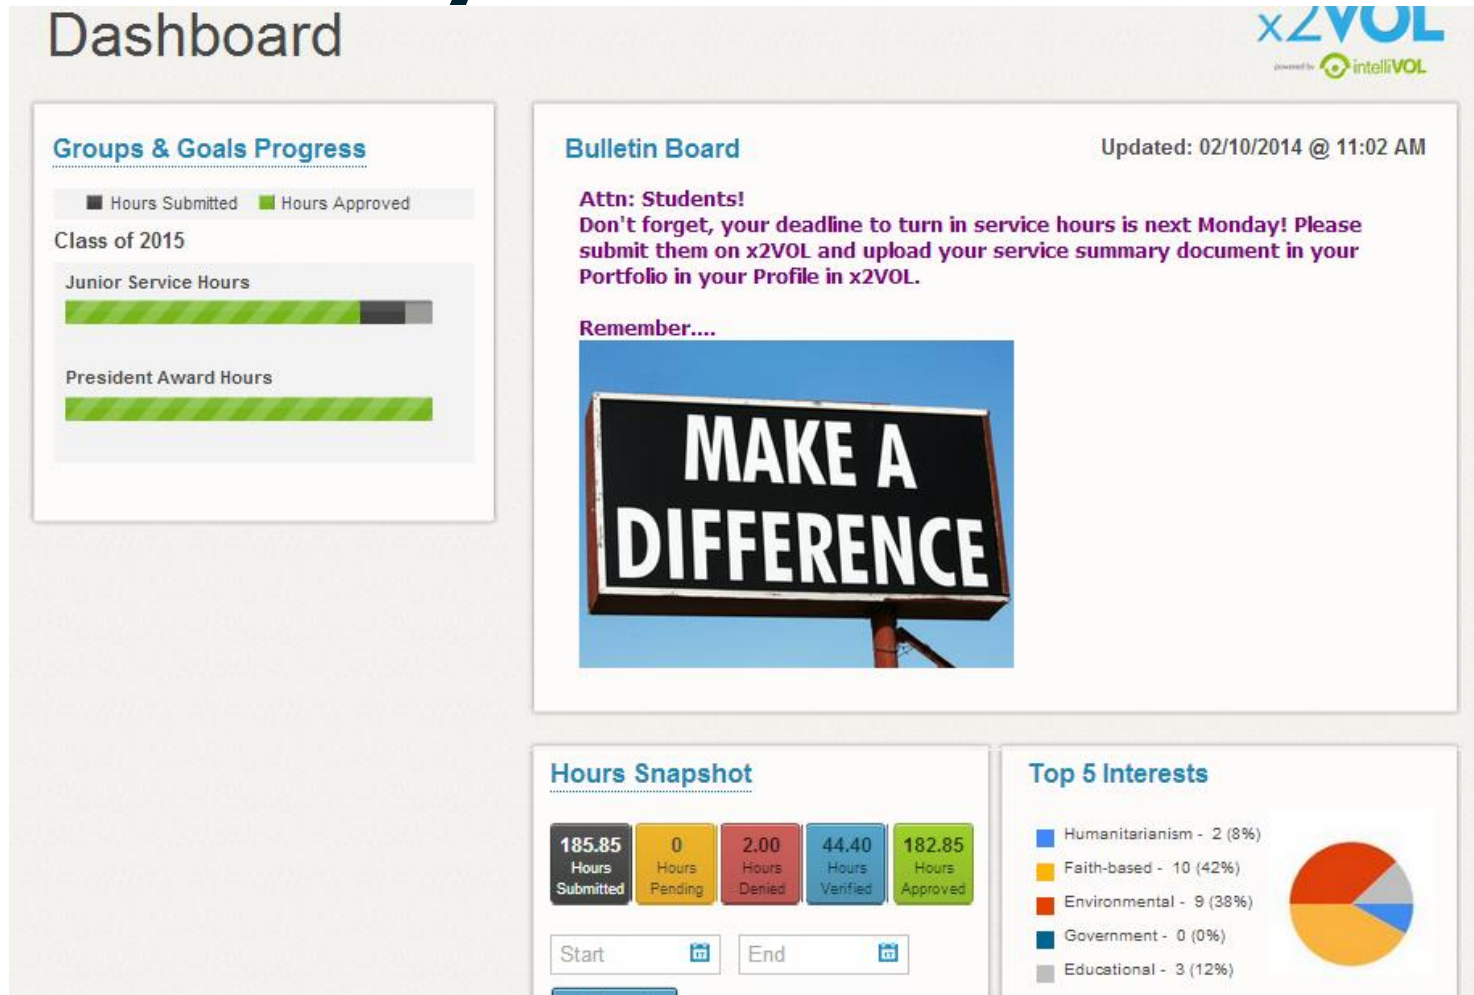 Dashboard
x2VOL
powered by intelliVOL
Groups & Goals Progress
Hours Submitted Hours Approved
Class of 2015
Junior Service Hours
President Award Hours
Bulletin Board
Updated: 02/10/2014 @ 11:02 AM
Attn: Students!
Don't forget, your deadline to turn in service hours is next Monday! Please
submit them on x2VOL and upload your service summary document in your
Portfolio in your Profile in x2VOL.
Remember....
MAKE A
DIFFERENCE
Hours Snapshot
185.85
Hours
Submitted
0
Hours
Pending
2.00
Hours
Denied
44.40
Hours
Verified
182.85
Hours
Approved
Start
End
Top 5 Interests
Humanitarianism - 2 (8%)
Faith-based - 10 (42%)
Environmental - 9 (38%)
Government - 0 (0%)
Educational - 3 (12%)